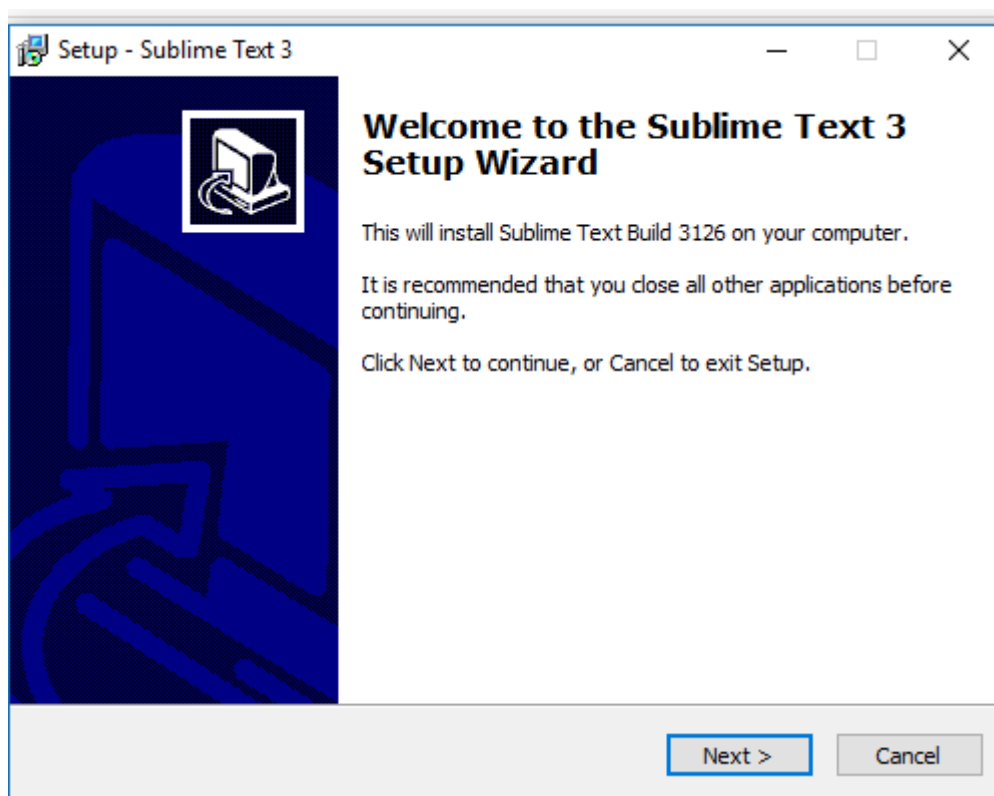 Setup - Sublime Text 3
Welcome to the Sublime Text 3
Setup Wizard
This will install Sublime Text Build 3126 on your computer.
It is recommended that you close all other applications before
continuing.
Click Next to continue, or Cancel to exit Setup.
Next >
Cancel